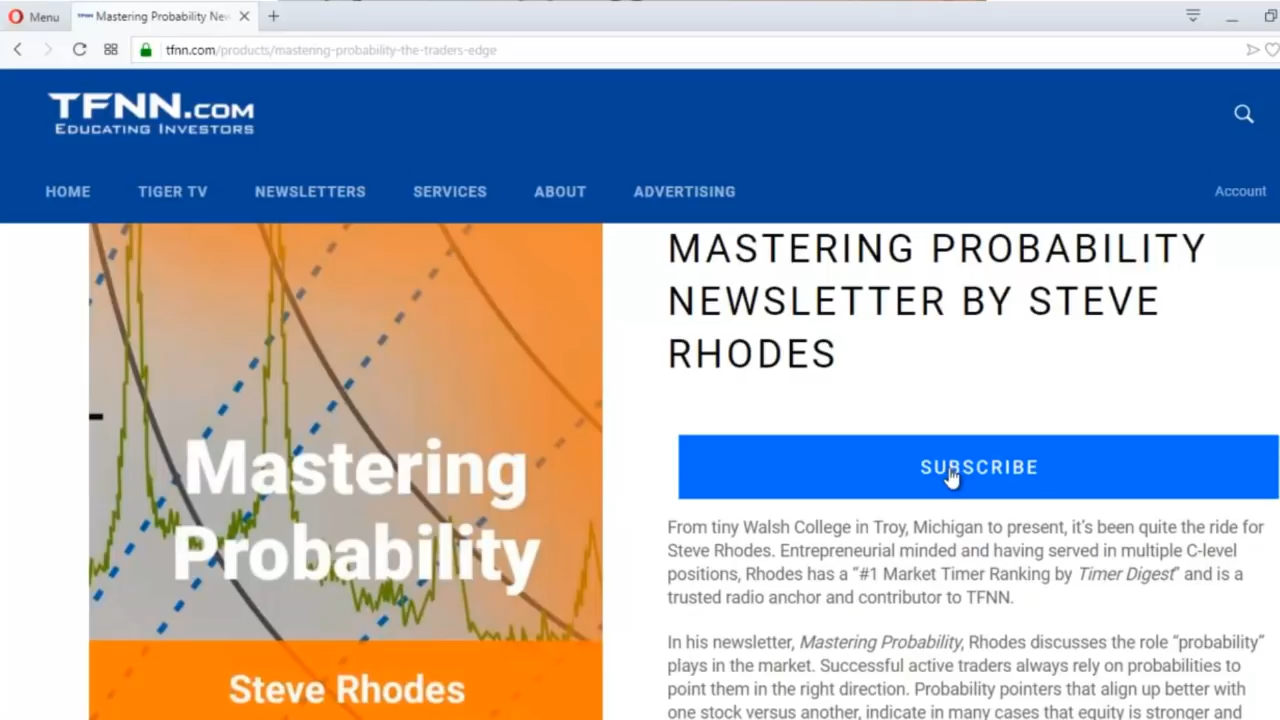 Menu
TFNN Mastering Probability New
tfnn.com/products/mastering-probability-the-traders-edge
TFNN.COM
EDUCATING INVESTORS
HOME TIGER TV NEWSLETTERS SERVICES ABOUT ADVERTISING Account
Mastering
Probability
Steve Rhodes
MASTERING PROBABILITY
NEWSLETTER BY STEVE
RHODES
SUBSCRIBE
From tiny Walsh College in Troy, Michigan to present, it's been quite the ride for
Steve Rhodes. Entrepreneurial minded and having served in multiple C-level
positions, Rhodes has a “#1 Market Timer Ranking by Timer Digest” and is a
trusted radio anchor and contributor to TFNN.
In his newsletter, Mastering Probability, Rhodes discusses the role “probability”
plays in the market. Successful active traders always rely on probabilities to
point them in the right direction. Probability pointers that align up better with
one stock versus another, indicate in many cases that equity is stronger and